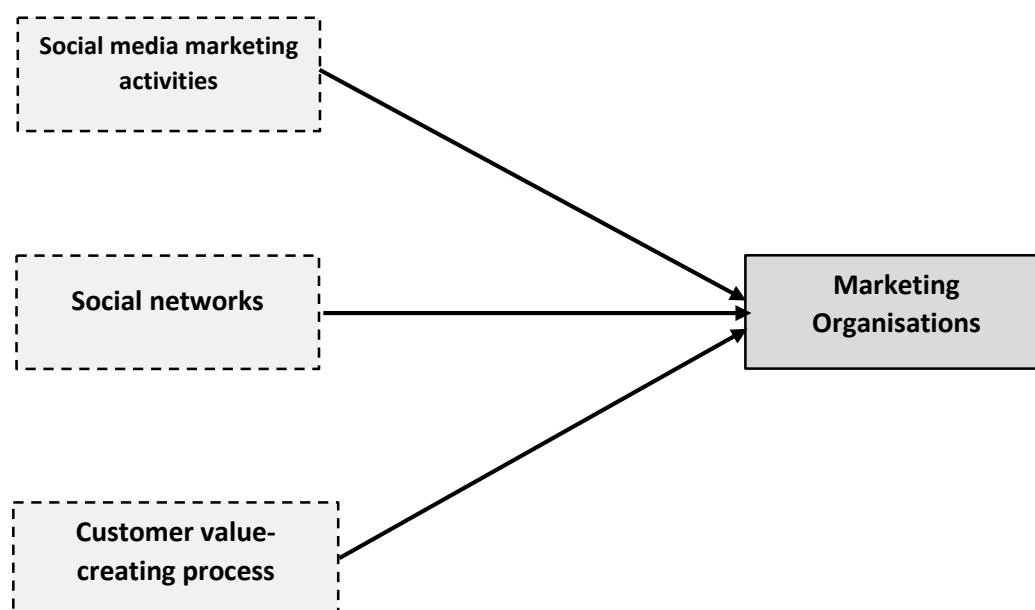 Social media marketing
activities
Social networks
Marketing
Organisations
Customer value-
creating process